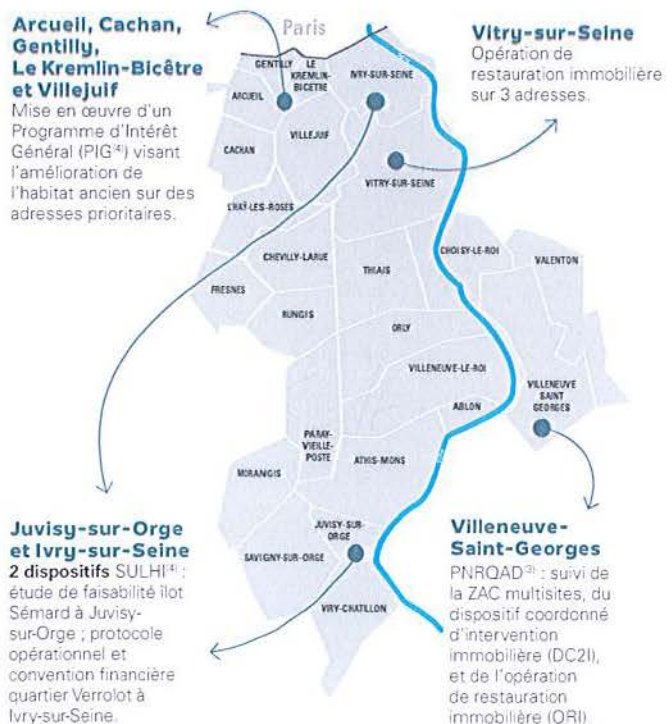 Arcueil, Cachan,
Gentilly,
Le Kremlin-Bicêtre
et Villejuif
Mise en œuvre d'un
Programme d'Intérêt
Général (PIG⁽⁴⁾) visant
l'amélioration de
l'habitat ancien sur des
adresses prioritaires.
Paris
Vitry-sur-Seine
Opération de
restauration immobilière
sur 3 adresses.
GENTILLY
LE
KREMLIN-
BICÊTRE
IVRY-SUR-SEINE
ARCUEIL
VILLEJUIF
CACHAN
VITRY-SUR-SEINE
L'HAŸ-LES-ROSES
CHEVILLY-LARUE
THIAIS
CHOISY-LE-ROI
VALENTON
FRESNES
RUNGIS
ORLY
VILLENEUVE-LE-ROI
VILLENEUVE
SAINT
GEORGES
ABLON
PARAY-
VIEILLE-
POSTE
ATHIS-MONS
MORANGIS
JUVISY-SUR-
ORGE
SAVIGNY-SUR-ORGE
VIRY-CHATILLON
Juvisy-sur-Orge
et Ivry-sur-Seine
2 dispositifs SULHI⁽⁴⁾ :
étude de faisabilité îlot
Sémard à Juvisy-
sur-Orge ; protocole
opérationnel et
convention financière
quartier Verrolot à
Ivry-sur-Seine.
Villeneuve-
Saint-Georges
PNRQAD⁽³⁾ : suivi de
la ZAC multisites, du
dispositif coordonné
d'intervention
immobilière (DC2I),
et de l'opération
de restauration
immobilière (ORI)